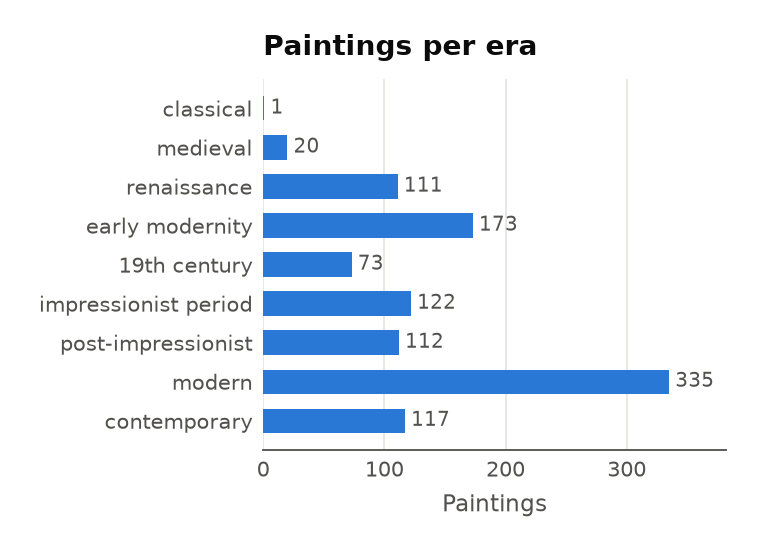 Paintings per era
classical 1
medieval 20
renaissance 111
early modernity 173
19th century 73
impressionist period 122
post-impressionist 112
modern 335
contemporary 117
0 100 200 300
Paintings